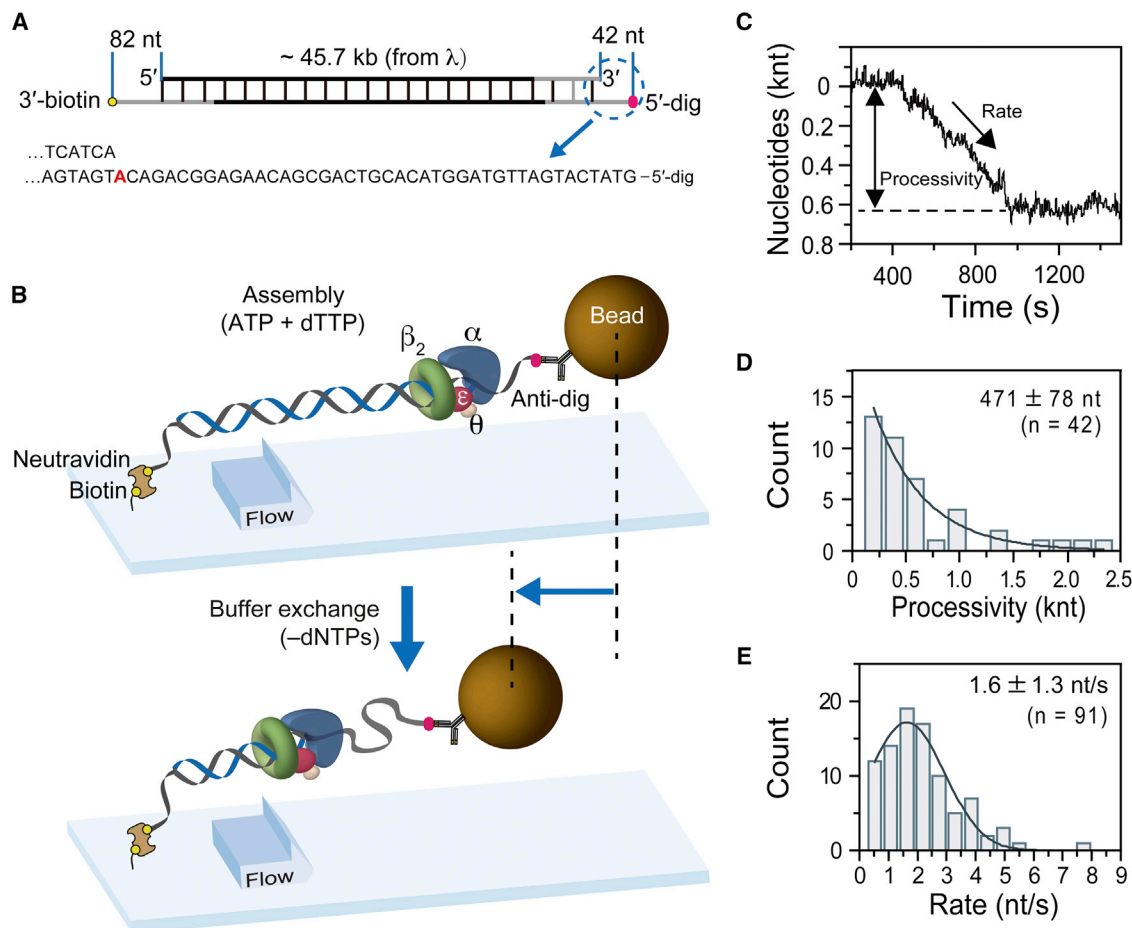 A
82 nt
42 nt
5′
~ 45.7 kb (from λ)
3′
3′-biotin
5′-dig
...TCATCA
...AGTAGTACAGACGGAGAACAGCGACTGCACATGGATGTTAGTACTATG–5′-dig
B
Assembly
(ATP + dTTP)
Bead
β2
α
ε
θ
Anti-dig
Neutravidin
Biotin
Flow
Buffer exchange
(–dNTPs)
Flow
C
Nucleotides (knt)
0
0.2
0.4
0.6
0.8
Rate
Processivity
400 800 1200
Time (s)
D
471 ± 78 nt
(n = 42)
Count
15
10
5
0
0 0.5 1.0 1.5 2.0 2.5
Processivity (knt)
E
1.6 ± 1.3 nt/s
(n = 91)
Count
20
10
0
0 1 2 3 4 5 6 7 8 9
Rate (nt/s)